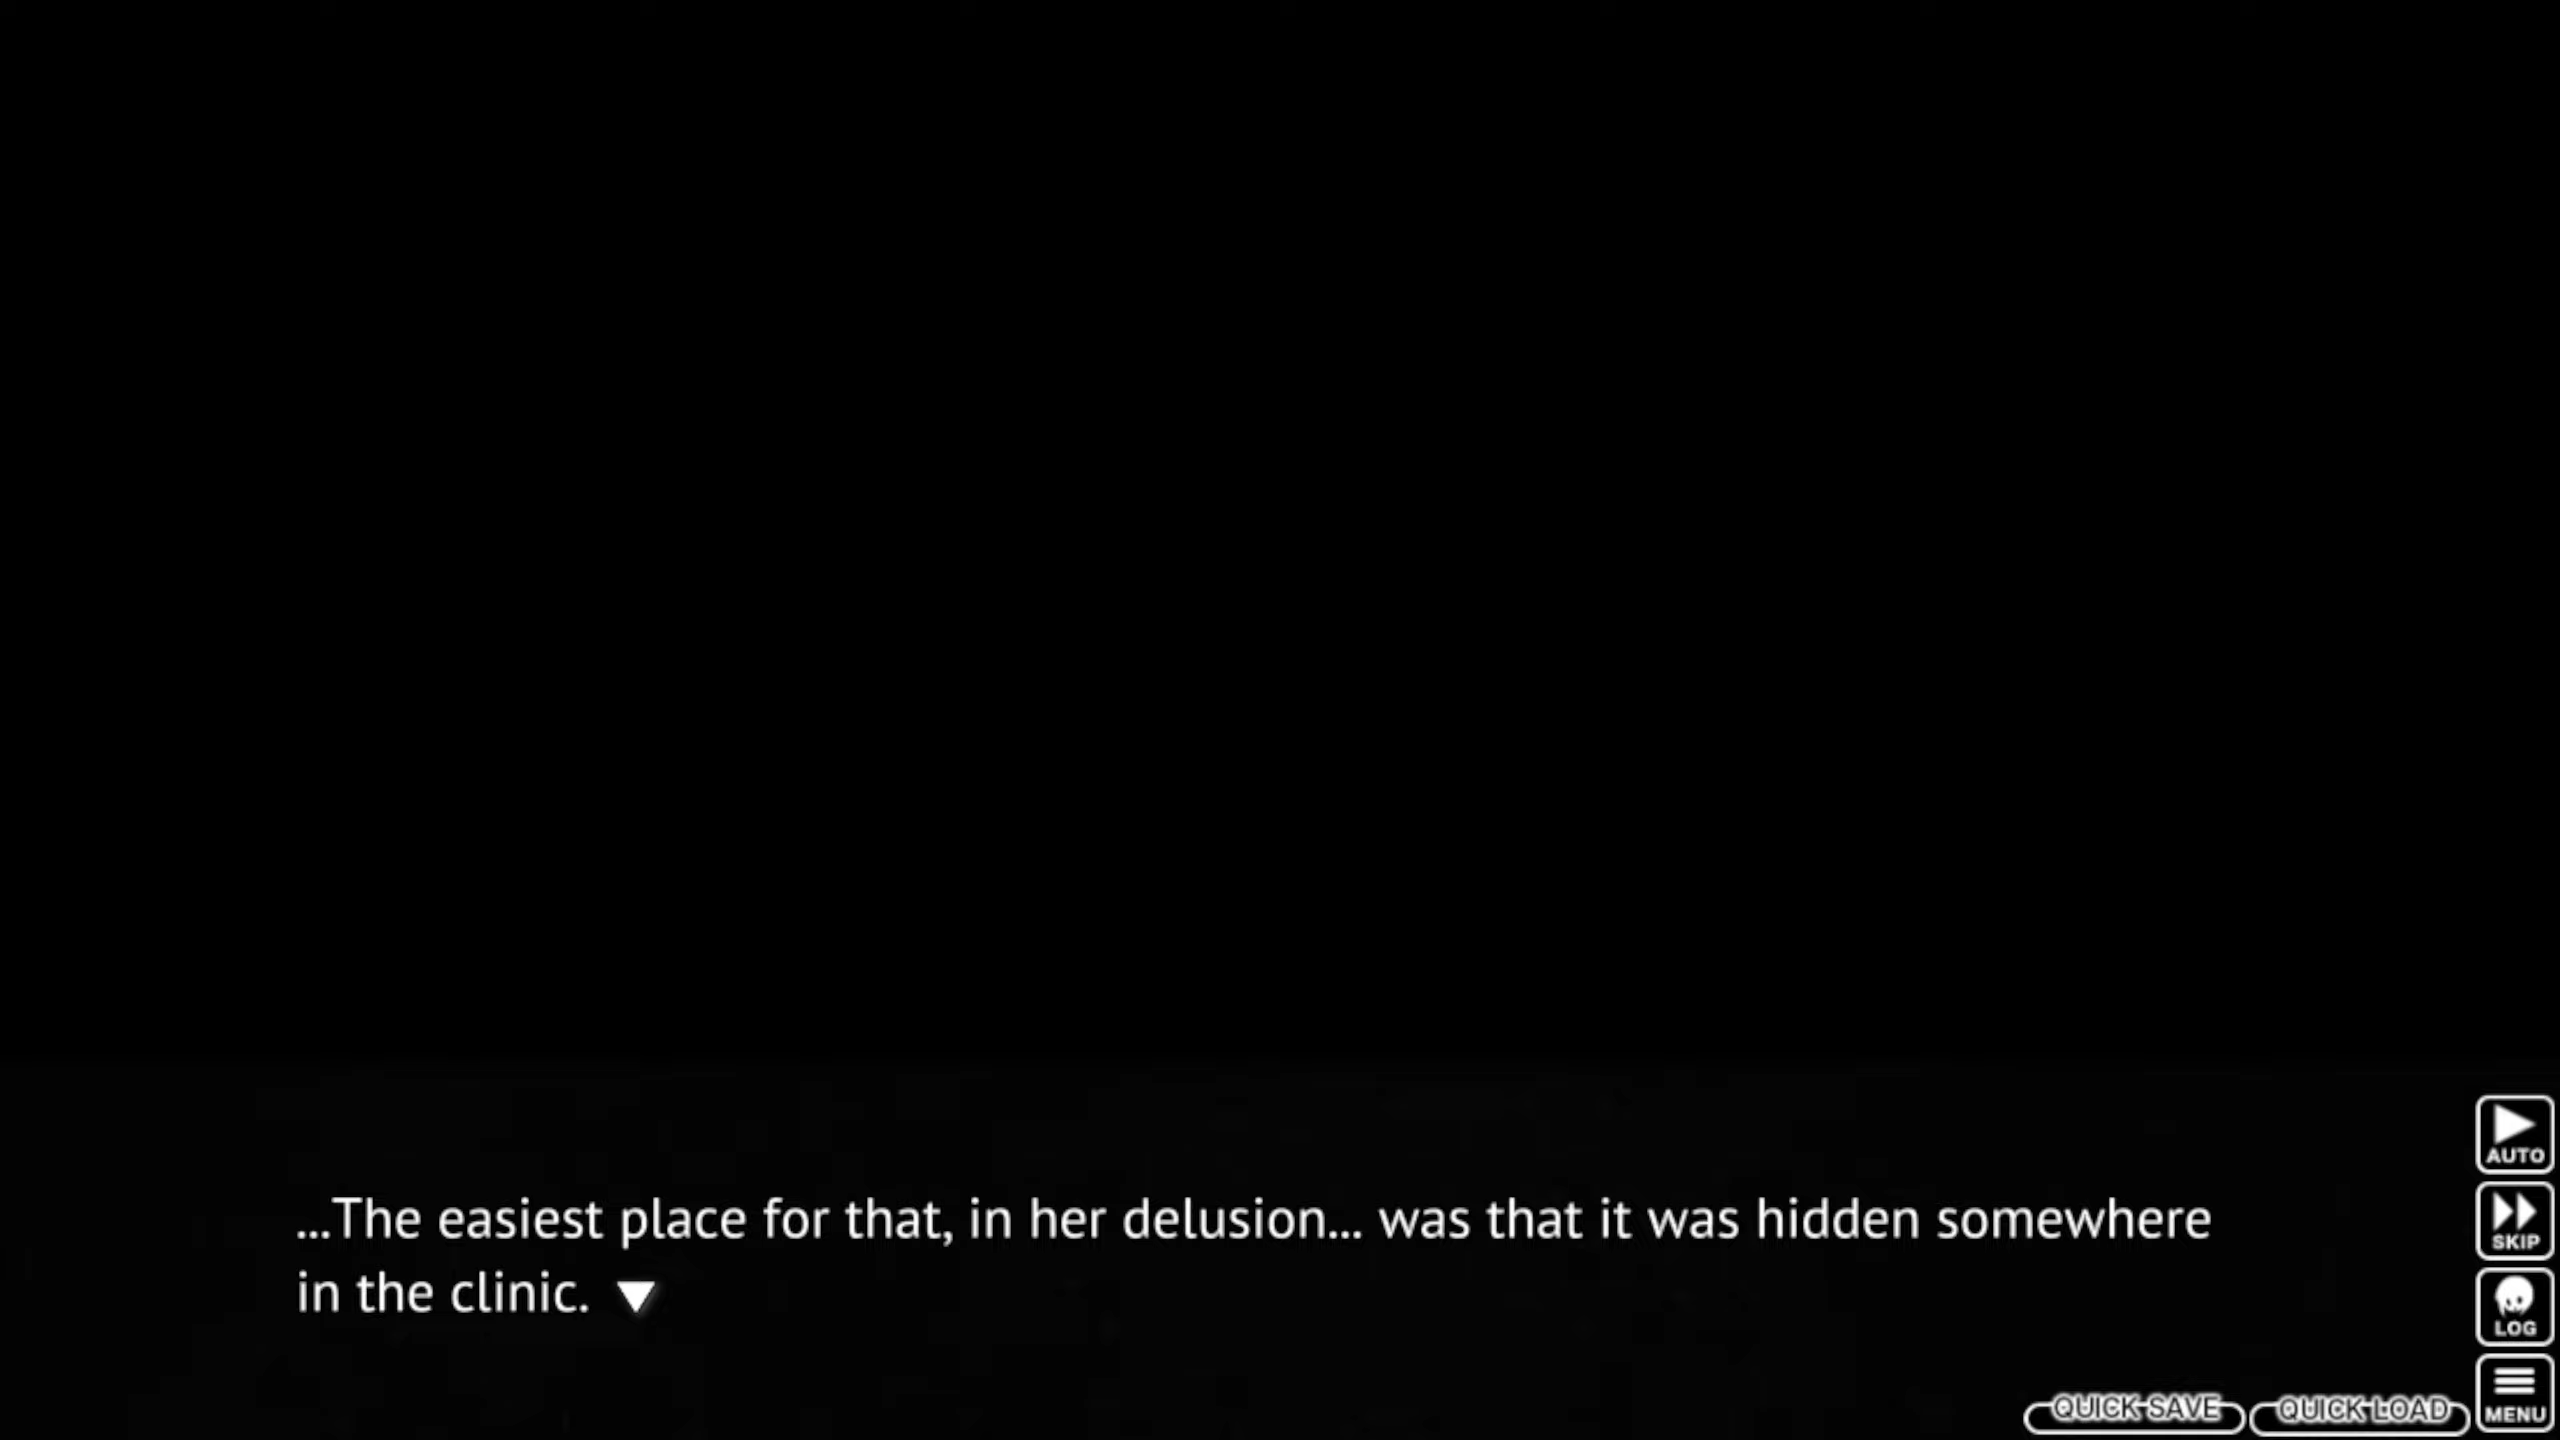 ...The easiest place for that, in her delusion... was that it was hidden somewhere
in the clinic.
AUTO
SKIP
LOG
MENU
QUICK SAVE
QUICK LOAD